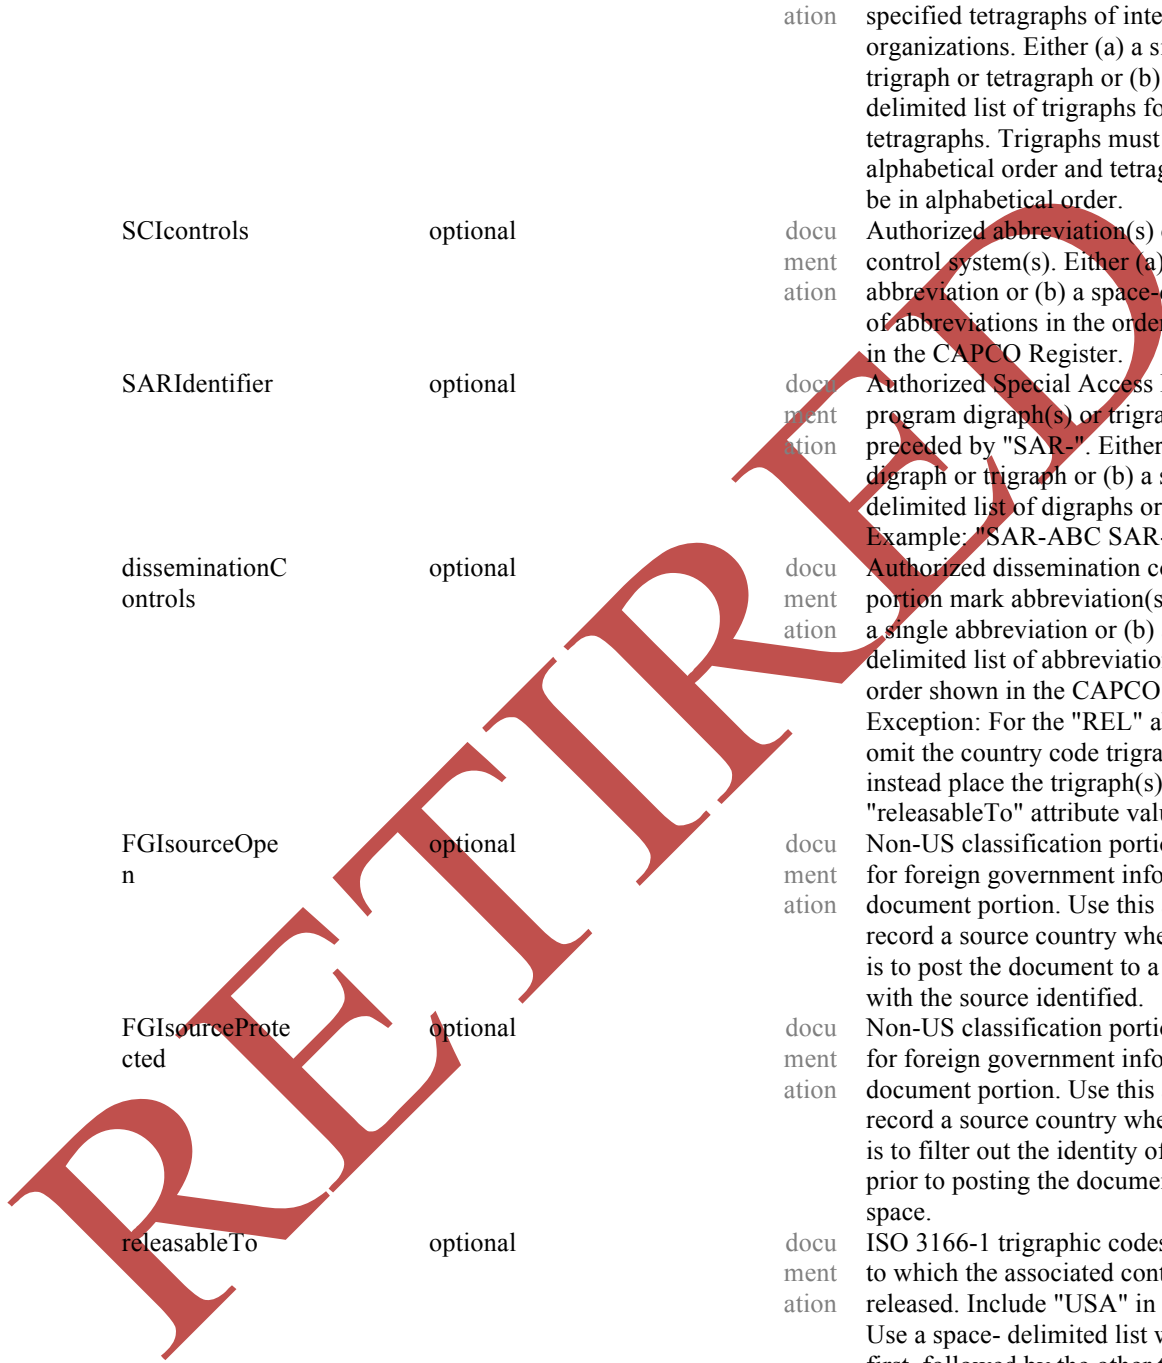 ation specified tetragraphs of inte
organizations. Either (a) a si
trigraph or tetragraph or (b)
delimited list of trigraphs fo
tetragraphs. Trigraphs must
alphabetical order and tetrag
be in alphabetical order.
SCIcontrols optional docu Authorized abbreviation(s)
ment control system(s). Either (a)
ation abbreviation or (b) a space-
of abbreviations in the order
in the CAPCO Register.
SARIdentifier optional docu Authorized Special Access
ment program digraph(s) or trigra
ation preceded by "SAR-". Either
digraph or trigraph or (b) a s
delimited list of digraphs or
Example: "SAR-ABC SAR-
disseminationC optional docu Authorized dissemination co
ontrols ment portion mark abbreviation(s
ation a single abbreviation or (b)
delimited list of abbreviatio
order shown in the CAPCO
Exception: For the "REL" a
omit the country code trigra
instead place the trigraph(s)
"releasableTo" attribute valu
FGIsourceOpe optional docu Non-US classification portio
n ment for foreign government info
ation document portion. Use this
record a source country whe
is to post the document to a
with the source identified.
FGIsourceProte optional docu Non-US classification portio
cted ment for foreign government info
ation document portion. Use this
record a source country whe
is to filter out the identity of
prior to posting the documen
space.
releasableTo optional docu ISO 3166-1 trigraphic codes
ment to which the associated cont
ation released. Include "USA" in
Use a space- delimited list w
RETIRED